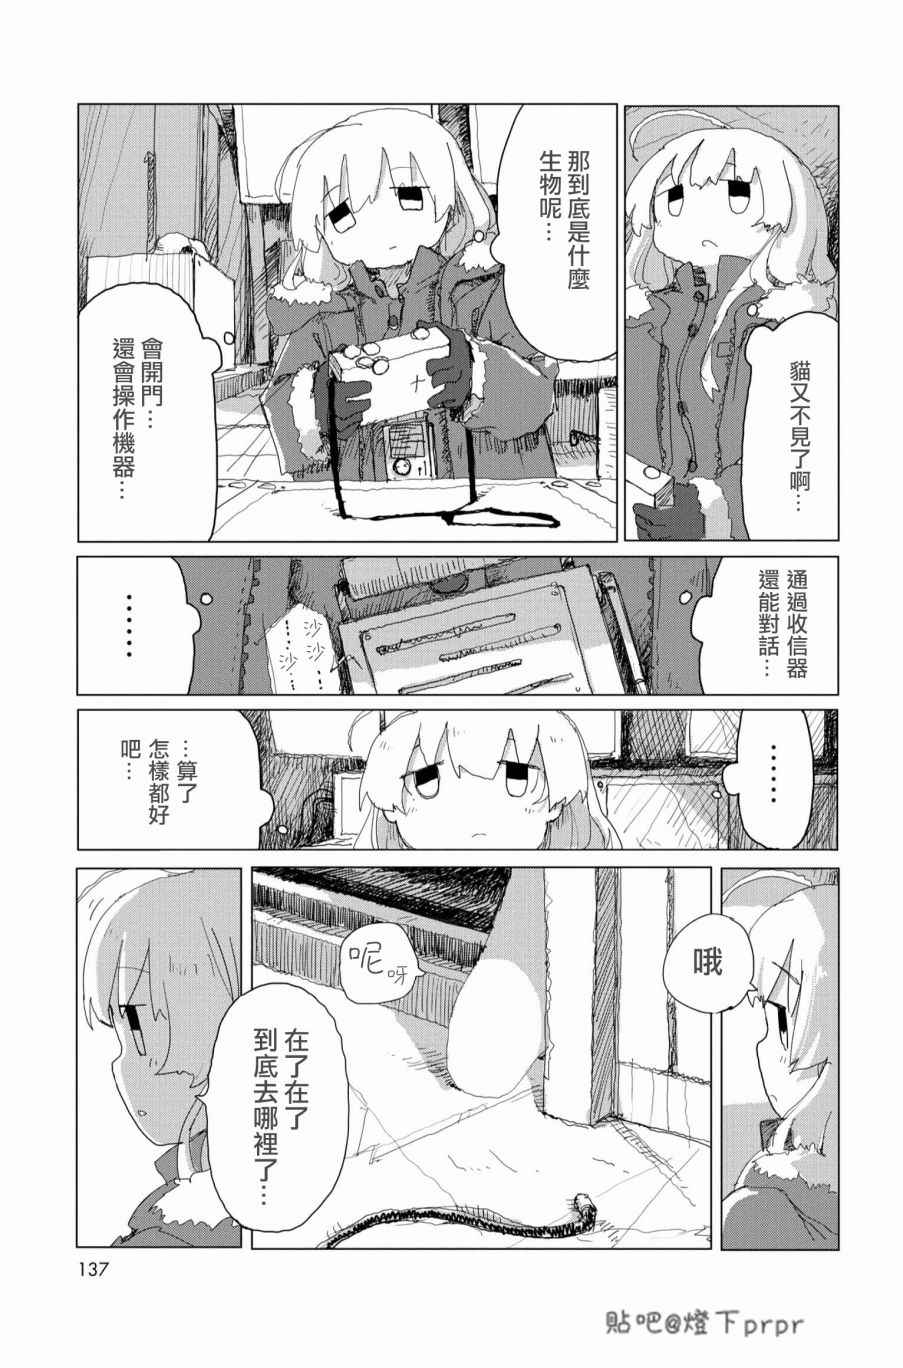 貓又不見了啊…
那到底是什麼
生物呢…
會開門…
還會操作機器…
通過收信器
還能對話…
沙
沙
……
沙
……
……
……
…算了
怎樣都好
吧…
哦
呢呀
在了在了
到底去哪裡了…
137
貼吧@燈下prpr